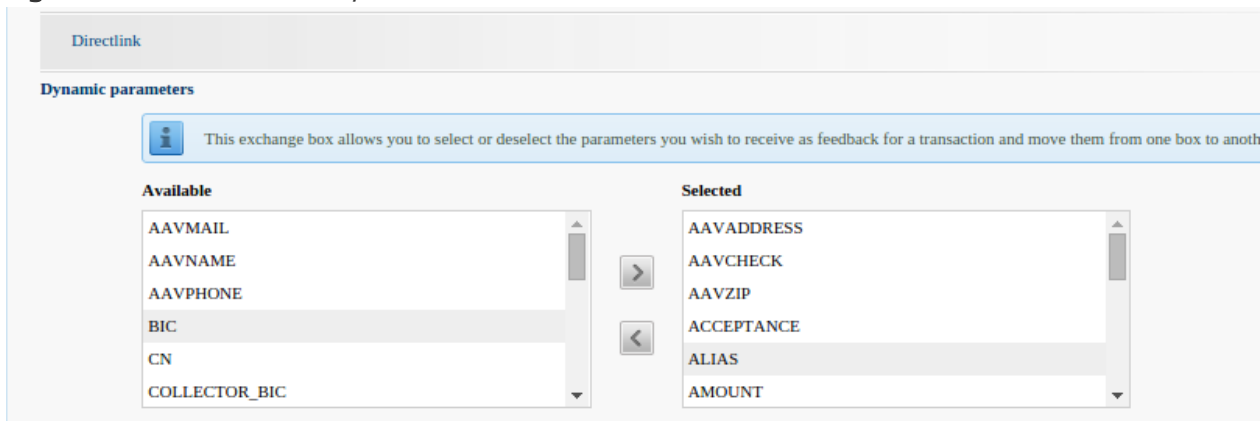 Directlink
Dynamic parameters
This exchange box allows you to select or deselect the parameters you wish to receive as feedback for a transaction and move them from one box to
Available
Selected
AAVMAIL
AAVNAME
AAVPHONE
BIC
CN
COLLECTOR_BIC
AAVADDRESS
AAVCHECK
AAVZIP
ACCEPTANCE
ALIAS
AMOUNT